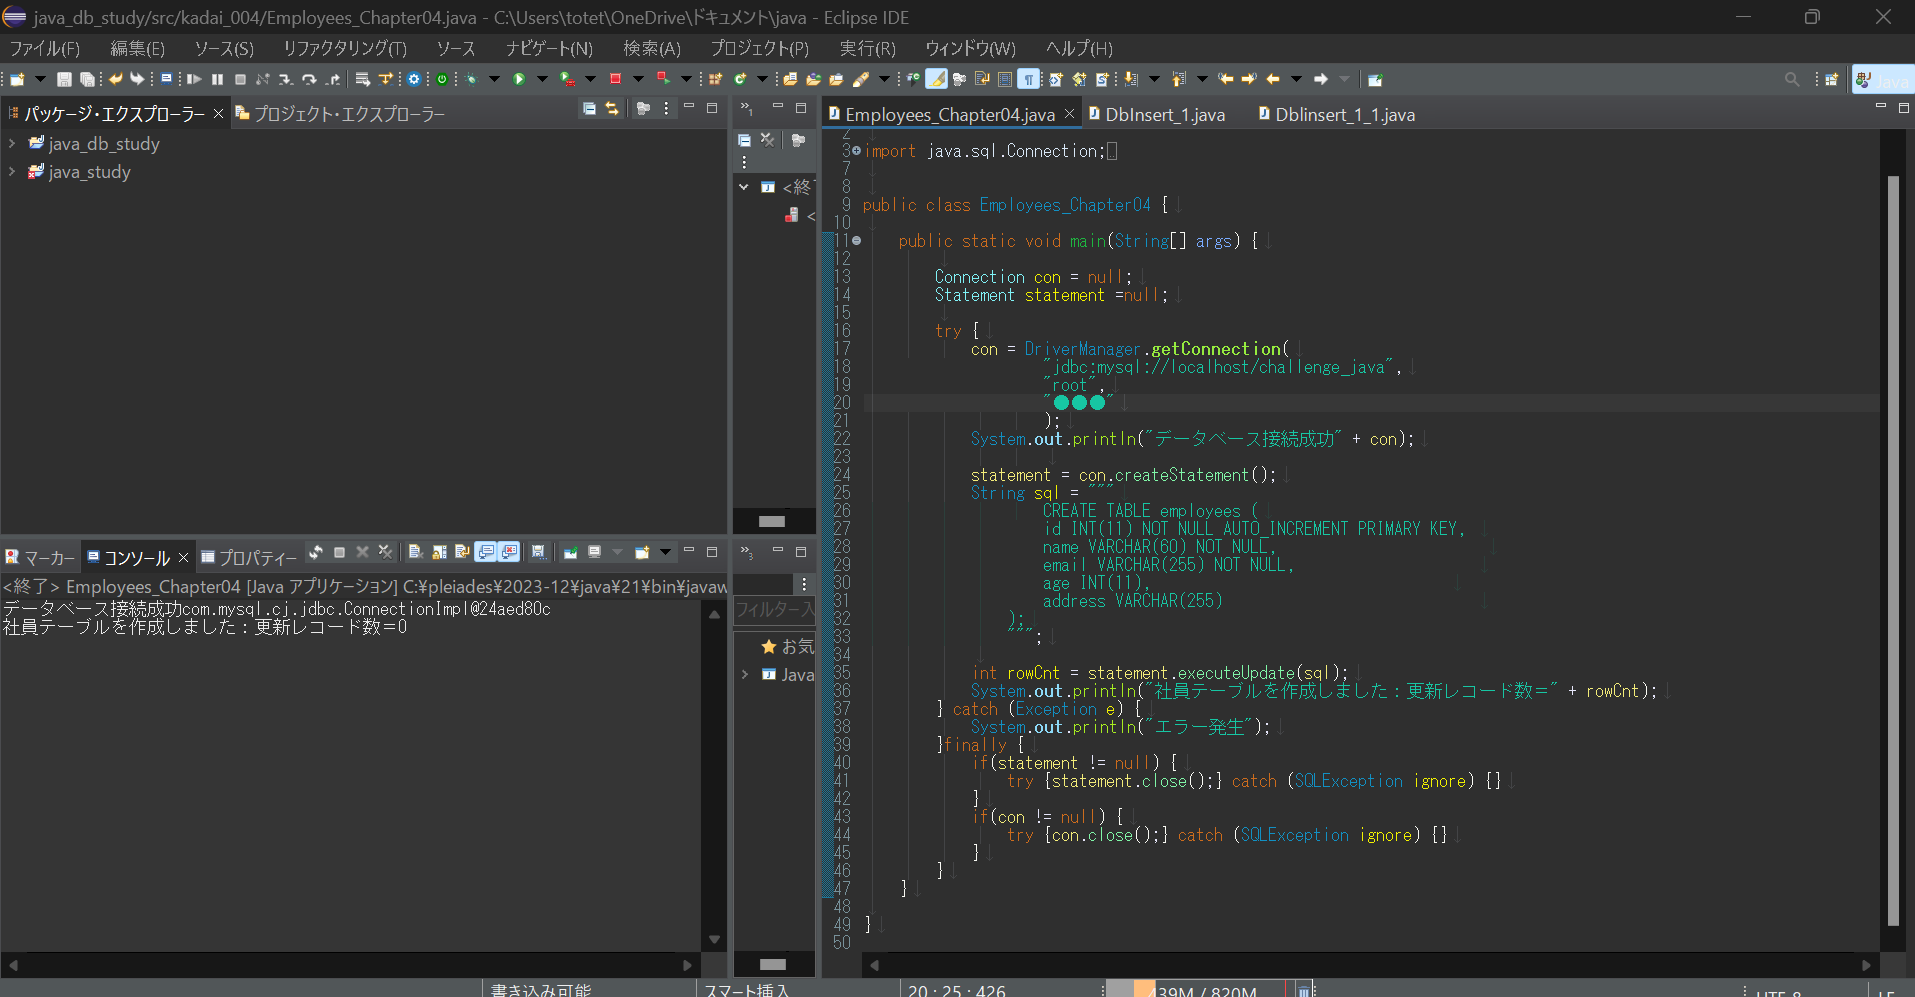 java_db_study/src/kadai_004/Employees_Chapter04.java - C:\Users\totet\OneDrive\ドキュメント\java - Eclipse IDE
ファイル(F) 編集(E) ソース(S) リファクタリング(T) ソース ナビゲート(N) 検索(A) プロジェクト(P) 実行(R) ウィンドウ(W) ヘルプ(H)
Java
パッケージ・エクスプローラー プロジェクト・エクスプローラー
java_db_study
java_study
<終了
<
Employees_Chapter04.java DbInsert_1.java DbIinsert_1_1.java
2
3 import java.sql.Connection;
7
8
9 public class Employees_Chapter04 {
10
11 public static void main(String[] args) {
12
13 Connection con = null;
14 Statement statement =null;
15
16 try {
17 con = DriverManager.getConnection(
18 "jdbc:mysql://localhost/challenge_java",
19 "root",
20 "●●●"
21 );
22 System.out.println("データベース接続成功" + con);
23
24 statement = con.createStatement();
25 String sql = """
26 CREATE TABLE employees (
27 id INT(11) NOT NULL AUTO_INCREMENT PRIMARY KEY,
28 name VARCHAR(60) NOT NULL,
29 email VARCHAR(255) NOT NULL,
30 age INT(11),
31 address VARCHAR(255)
32 );
33 """;
34
35 int rowCnt = statement.executeUpdate(sql);
36 System.out.println("社員テーブルを作成しました：更新レコード数＝" + rowCnt);
37 } catch (Exception e) {
38 System.out.println("エラー発生");
39 }finally {
40 if(statement != null) {
41 try {statement.close();} catch (SQLException ignore) {}
42 }
43 if(con != null) {
44 try {con.close();} catch (SQLException ignore) {}
45 }
46 }
47 }
48
49 }
50
マーカー コンソール プロパティー
<終了> Employees_Chapter04 [Java アプリケーション] C:¥pleiades¥2023-12¥java¥21¥bin¥javaw
データベース接続成功com.mysql.cj.jdbc.ConnectionImpl@24aed80c
社員テーブルを作成しました：更新レコード数＝0
フィルター入
お気
Java
書き込み可能 スマート挿入 20 : 25 : 426 439M / 820M UTF-8 LF